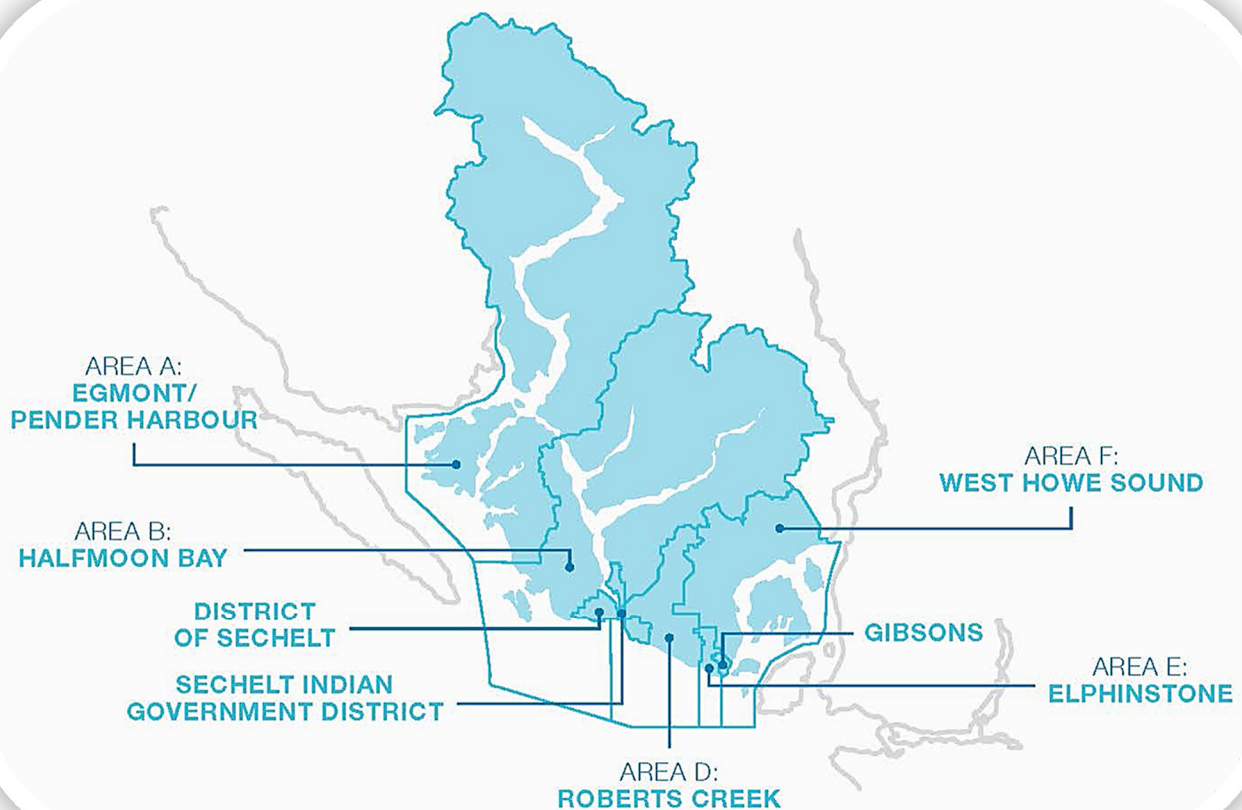 AREA A:
EGMONT/
PENDER HARBOUR
AREA B:
HALFMOON BAY
DISTRICT
OF SECHELT
SECHELT INDIAN
GOVERNMENT DISTRICT
AREA D:
ROBERTS CREEK
AREA F:
WEST HOWE SOUND
GIBSONS
AREA E:
ELPHINSTONE